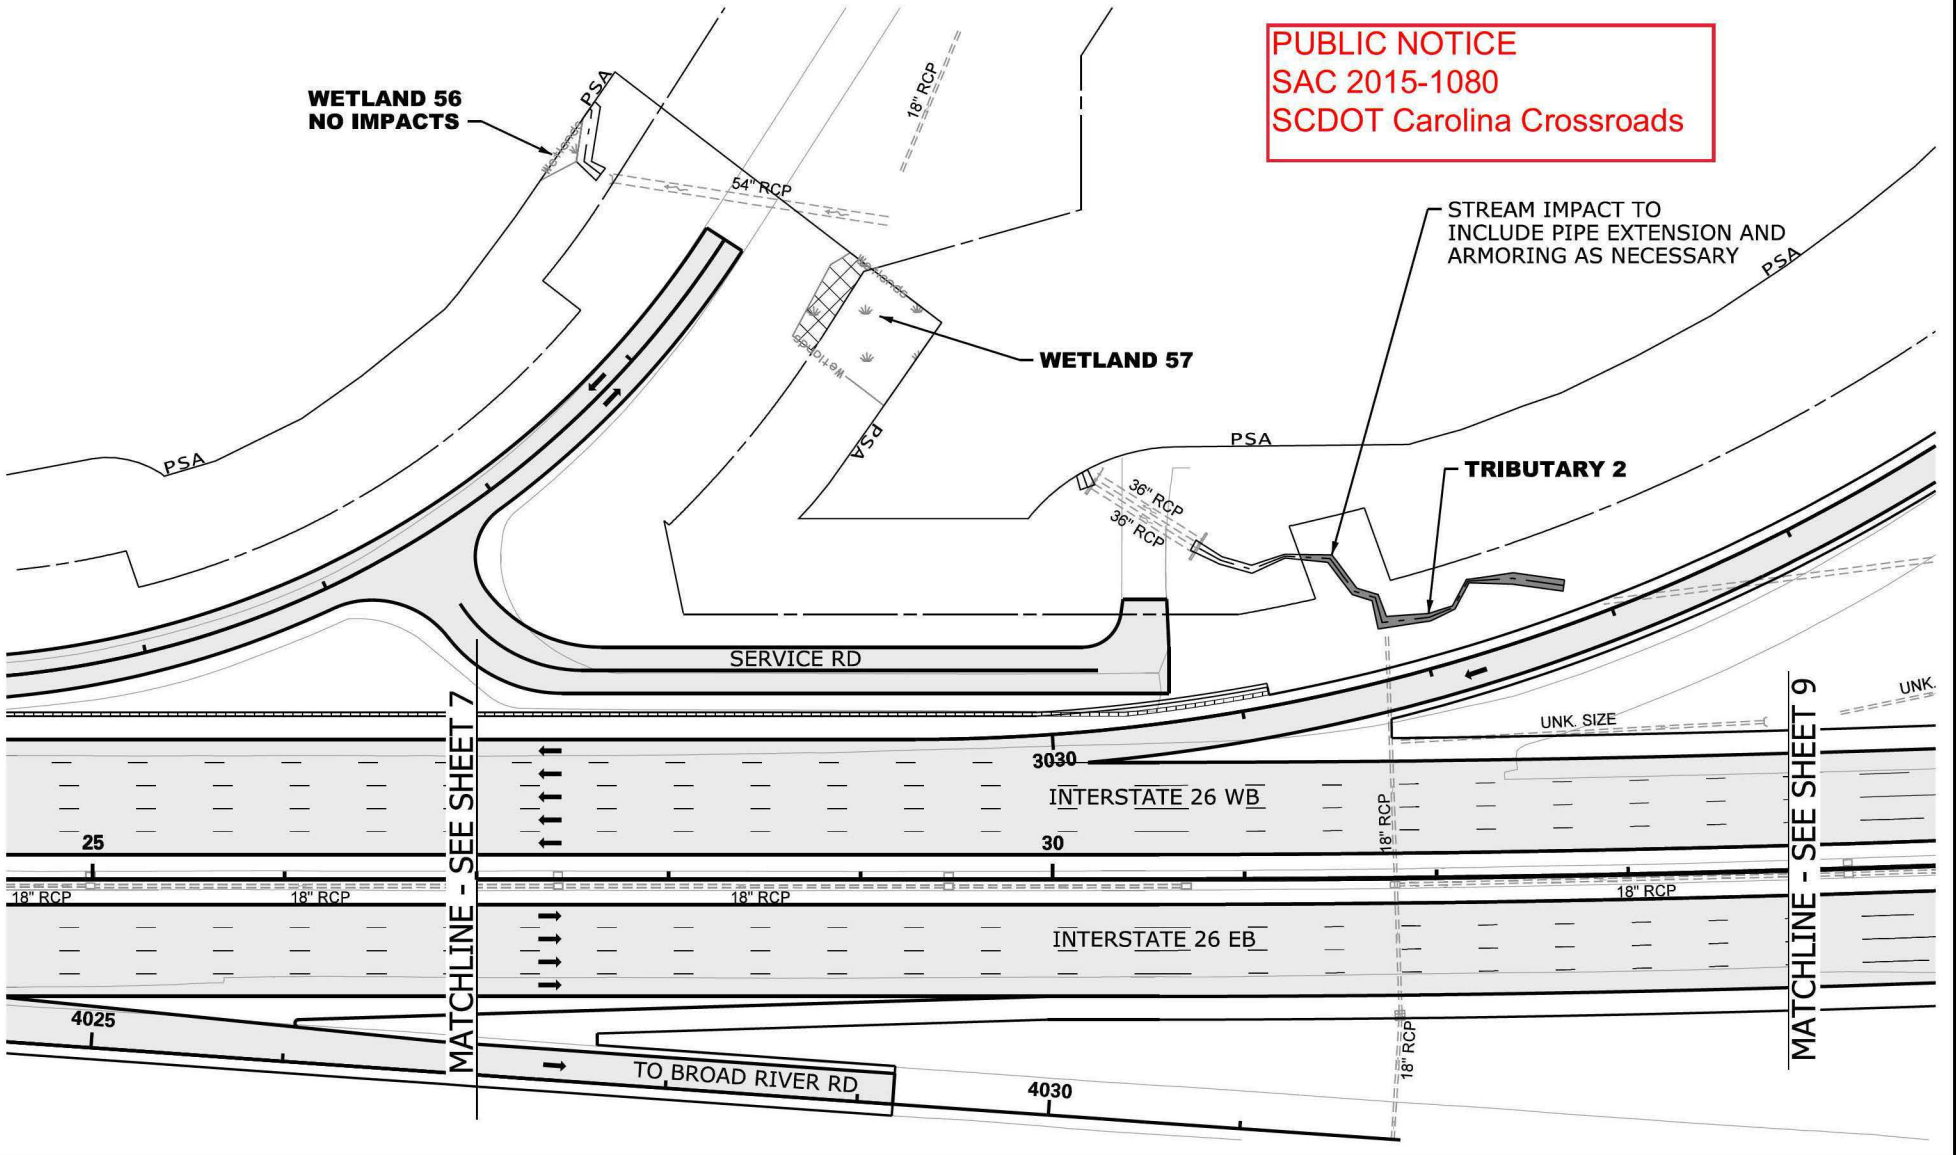 PUBLIC NOTICE
SAC 2015-1080
SCDOT Carolina Crossroads
WETLAND 56
NO IMPACTS
PSA
Wetlands
18" RCP
54" RCP
STREAM IMPACT TO
INCLUDE PIPE EXTENSION AND
ARMORING AS NECESSARY
PSA
Wetlands
WETLAND 57
Wetlands
PSA
PSA
PSA
TRIBUTARY 2
36" RCP
36" RCP
SERVICE RD
MATCHLINE - SEE SHEET 7
MATCHLINE - SEE SHEET 9
UNK. SIZE
UNK.
3030
INTERSTATE 26 WB
18" RCP
25
30
18" RCP
18" RCP
18" RCP
18" RCP
INTERSTATE 26 EB
4025
TO BROAD RIVER RD
4030
18" RCP